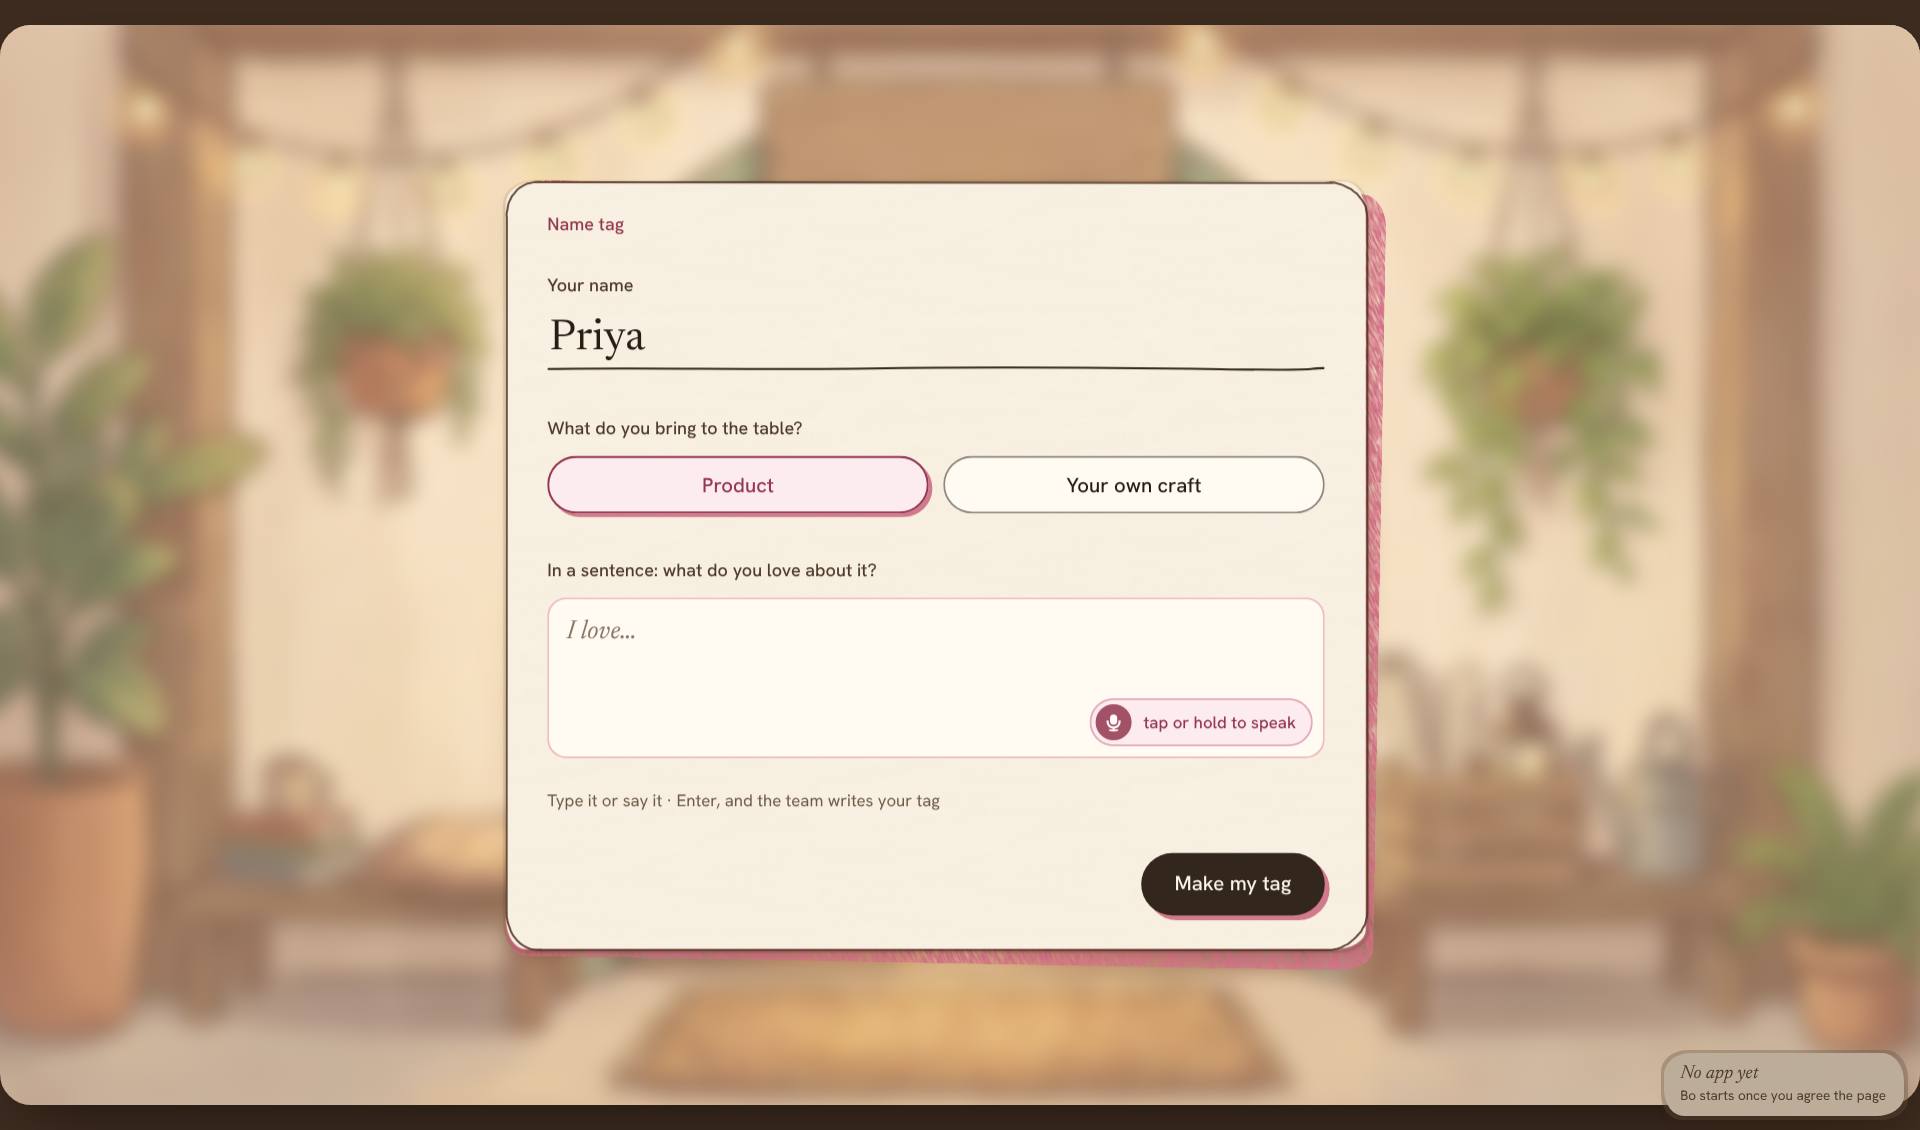 Name tag
Your name
Priya
What do you bring to the table?
Product
Your own craft
In a sentence: what do you love about it?
I love...
tap or hold to speak
Type it or say it · Enter, and the team writes your tag
Make my tag
No app yet
Bo starts once you agree the page